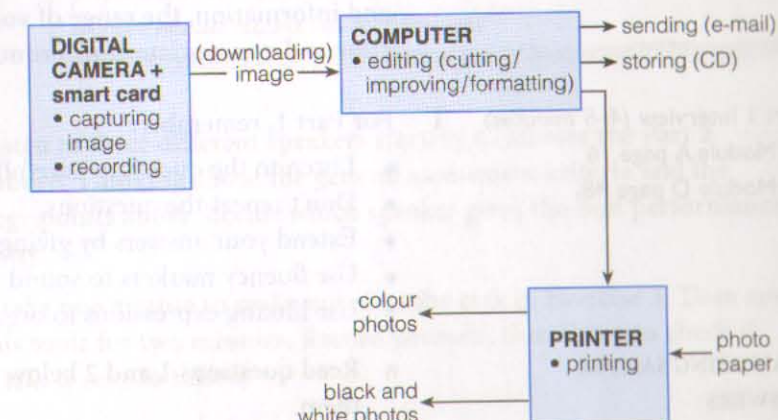 DIGITAL
CAMERA +
smart card
• capturing
image
• recording
(downloading)
image
COMPUTER
• editing (cutting/
improving/formatting)
sending (e-mail)
storing (CD)
colour
photos
black and
white photos
PRINTER
• printing
photo
paper